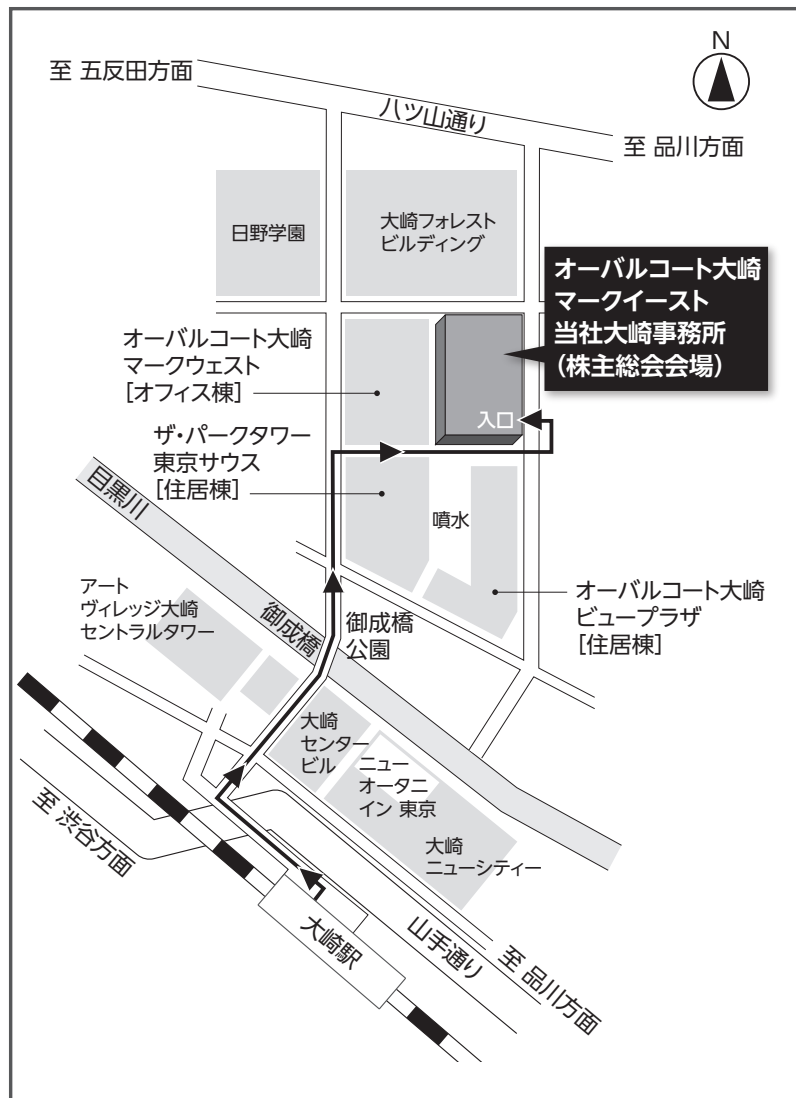 N
至 五反田方面
八ツ山通り
至 品川方面
日野学園
大崎フォレスト
ビルディング
オーバルコート大崎
マークイースト
当社大崎事務所
（株主総会会場）
オーバルコート大崎
マークウェスト
［オフィス棟］
入口
ザ・パークタワー
東京サウス
［住居棟］
目黒川
噴水
アート
ヴィレッジ大崎
セントラルタワー
御成橋
御成橋
公園
オーバルコート大崎
ビュープラザ
［住居棟］
大崎
センター
ビル
ニュー
オータニ
イン 東京
大崎
ニューシティー
至 渋谷方面
大崎駅
山手通り
至 品川方面